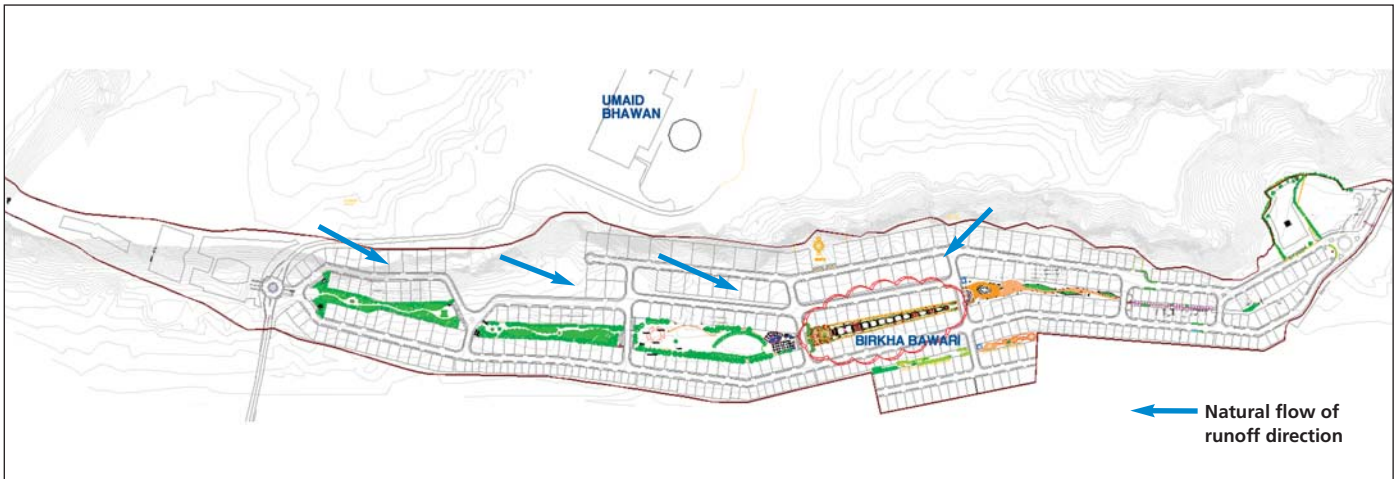 UMAID
BHAWAN
BIRKHA BAWARI
Natural flow of
runoff direction